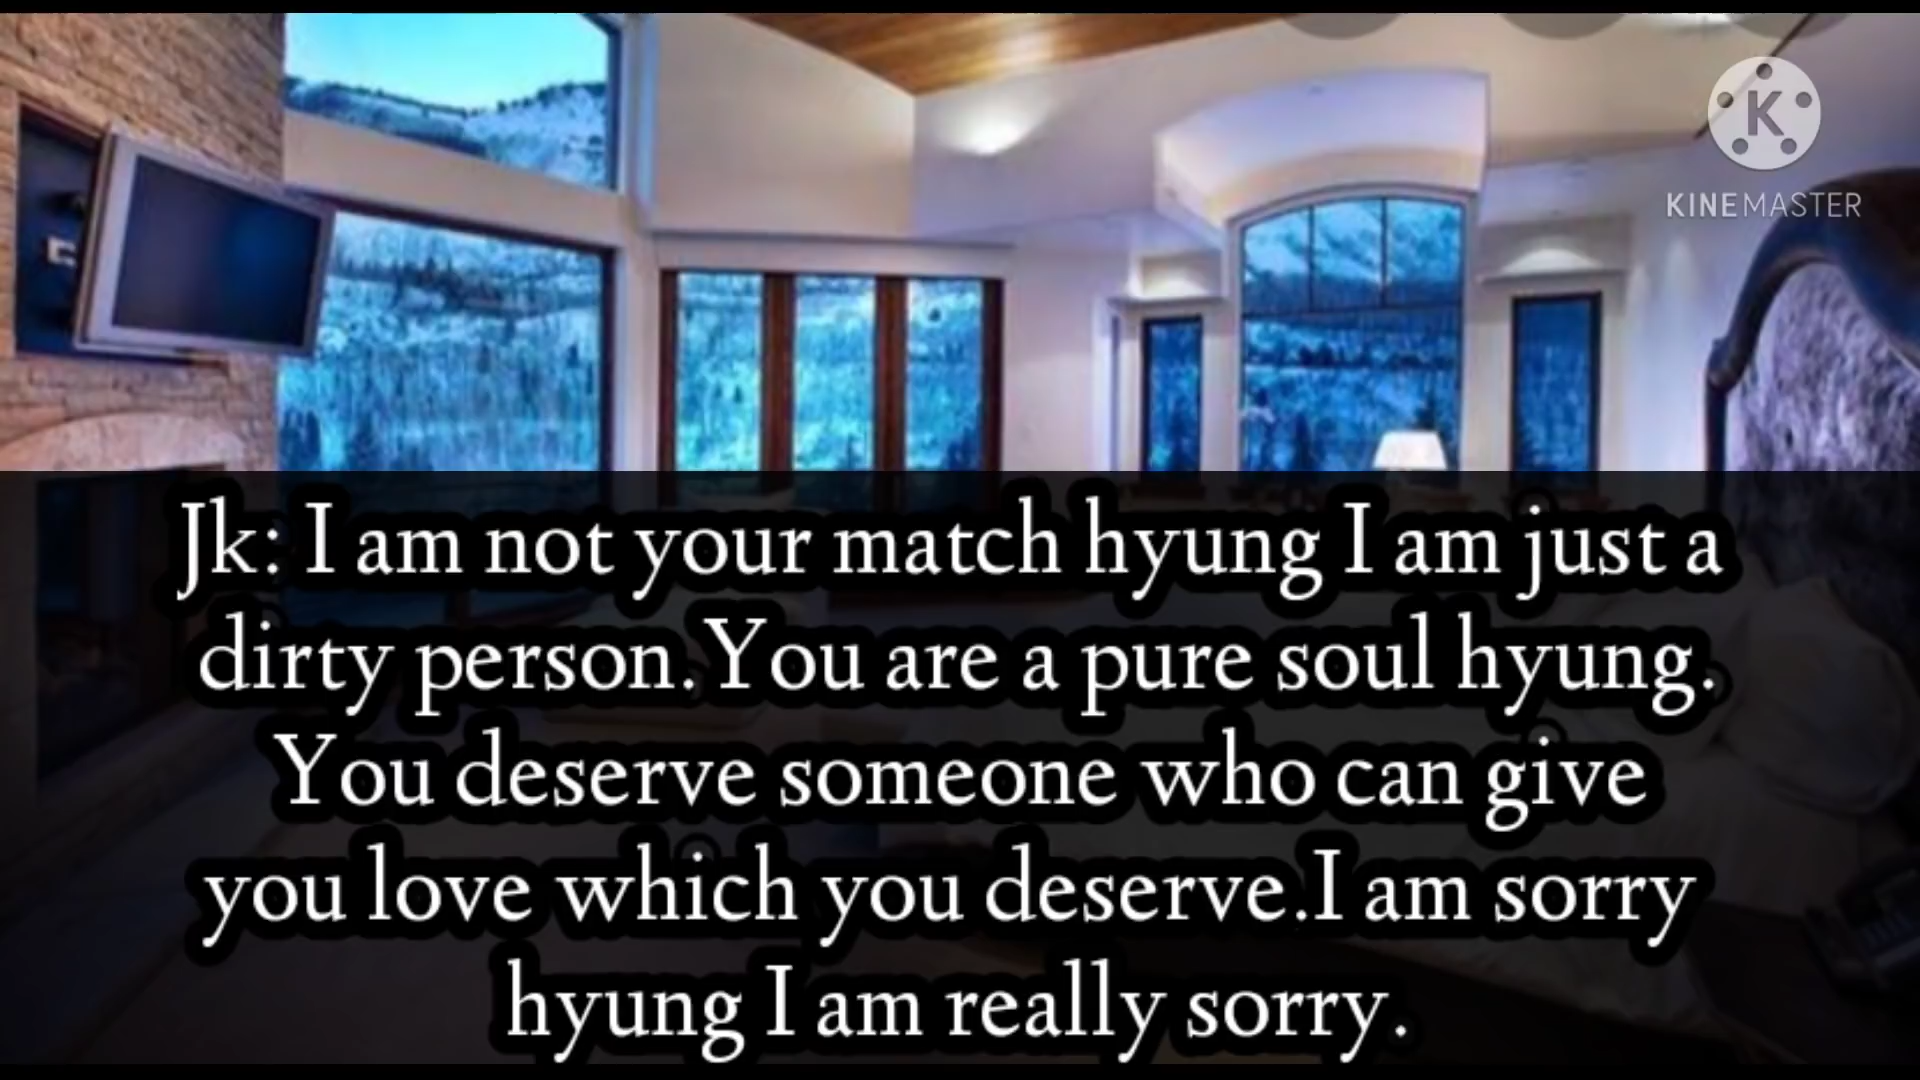 K
KINEMASTER
Jk: I am not your match hyung I am just a
dirty person.You are a pure soul hyung.
You deserve someone who can give
you love which you deserve.I am sorry
hyung I am really sorry.